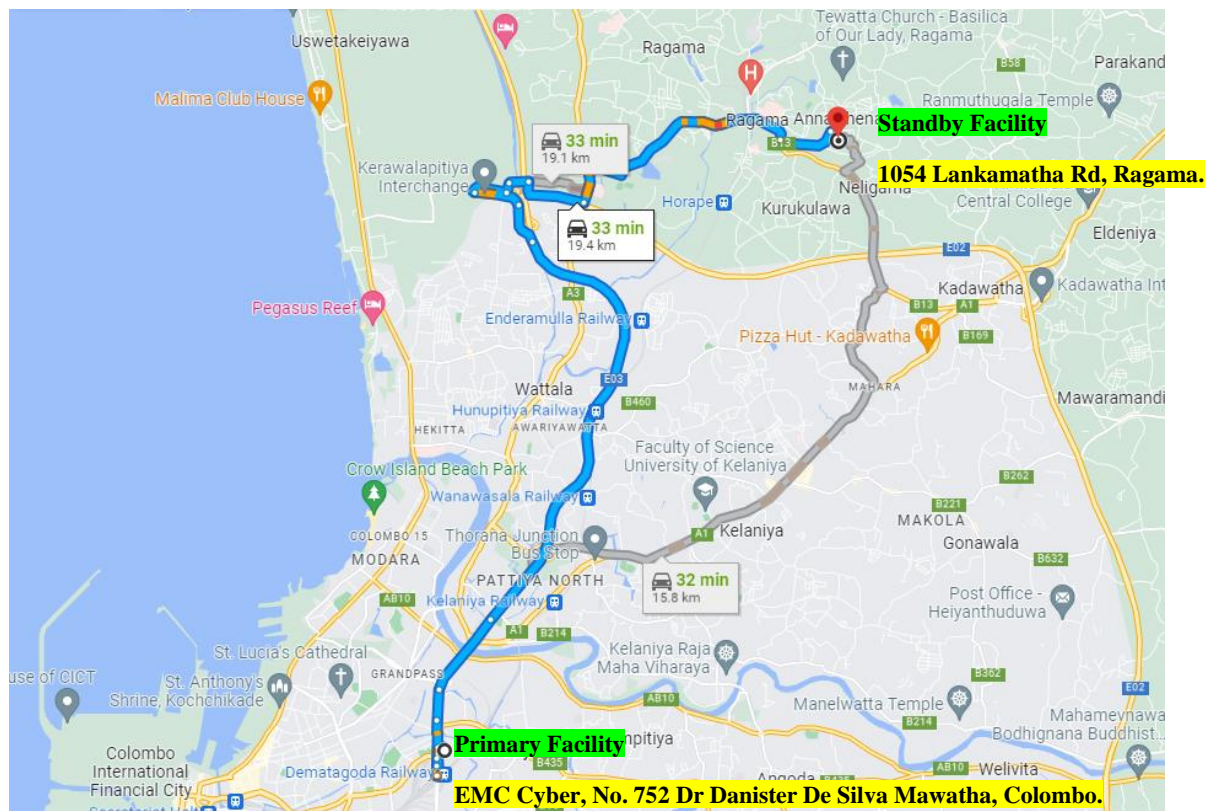 Tewatta Church - Basilica
of Our Lady, Ragama
Uswetakeiyawa
Ragama
B58
Parakand
Malima Club House
H
Ranmuthugala Temple
Ragama
Standby Facility
33 min
19.1 km
B13
1054 Lankamatha Rd, Ragama.
Kerawalapitiya
Interchange
Neligama
Central College
Horape
Kurukulawa
33 min
19.4 km
Eldeniya
E02
Kadawatha
Kadawatha Int
A3
B13
A1
Pegasus Reef
Enderamulla Railway
Pizza Hut - Kadawatha
B169
E03
MAHARA
Wattala
Mawaramandi
B460
Hunupitiya Railway
HEKITTA
AWARIYAWATTA
Faculty of Science
University of Kelaniya
Crow Island Beach Park
B262
Wanawasala Railway
B221
MAKOLA
COLOMBO 15
Thorana Junction
Bus Stop
A1
Kelaniya
Gonawala
MODARA
B632
32 min
15.8 km
PATTIYA NORTH
Post Office -
Heiyanthuduwa
AB10
Kelaniya Railway
A1
B214
St. Lucia's Cathedral
Kelaniya Raja
Maha Viharaya
GRANDPASS
B362
use of CICT
St. Anthony's
Shrine, Kochchikade
E02
AB10
Manelwatta Temple
B214
Mahamevnawa
Bodhignana Buddhist...
Primary Facility
mpitiya
Colombo
International
Financial City
B435
Dematagoda Railway
Angoda
AB10
Welivita
EMC Cyber, No. 752 Dr Danister De Silva Mawatha, Colombo.